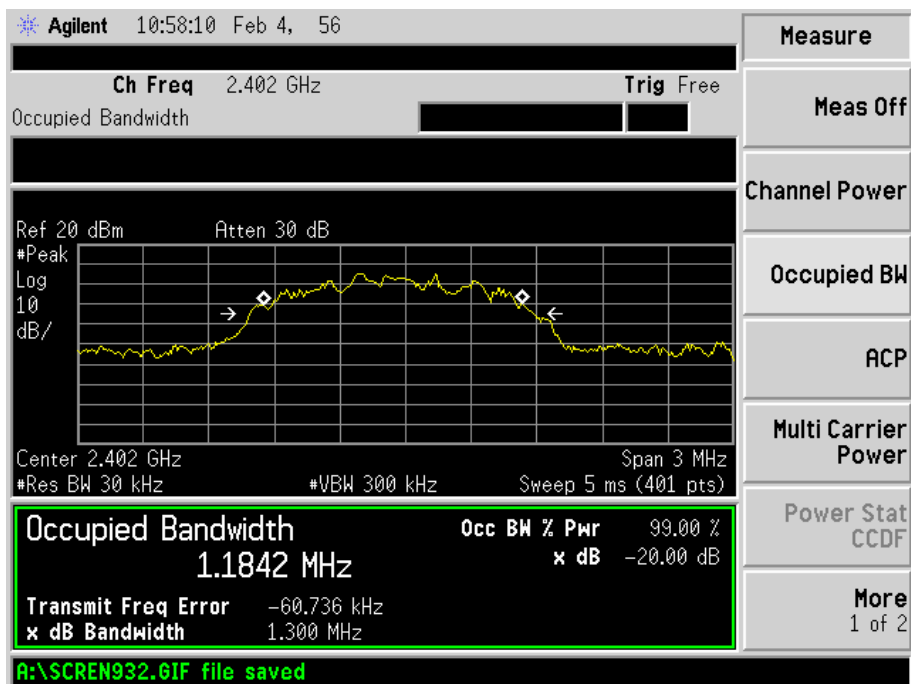 Agilent 10:58:10 Feb 4, 56
Measure
Ch Freq 2.402 GHz
Trig Free
Occupied Bandwidth
Meas Off
Channel Power
Occupied BW
ACP
Multi Carrier
Power
Power Stat
CCDF
More
1 of 2
Ref 20 dBm
Atten 30 dB
#Peak
Log
10
dB/
Center 2.402 GHz
Span 3 MHz
#Res BW 30 kHz
#VBW 300 kHz
Sweep 5 ms (401 pts)
Occupied Bandwidth
1.1842 MHz
Occ BW % Pwr 99.00 %
x dB -20.00 dB
Transmit Freq Error -60.736 kHz
x dB Bandwidth 1.300 MHz
A:\SCREN932.GIF file saved